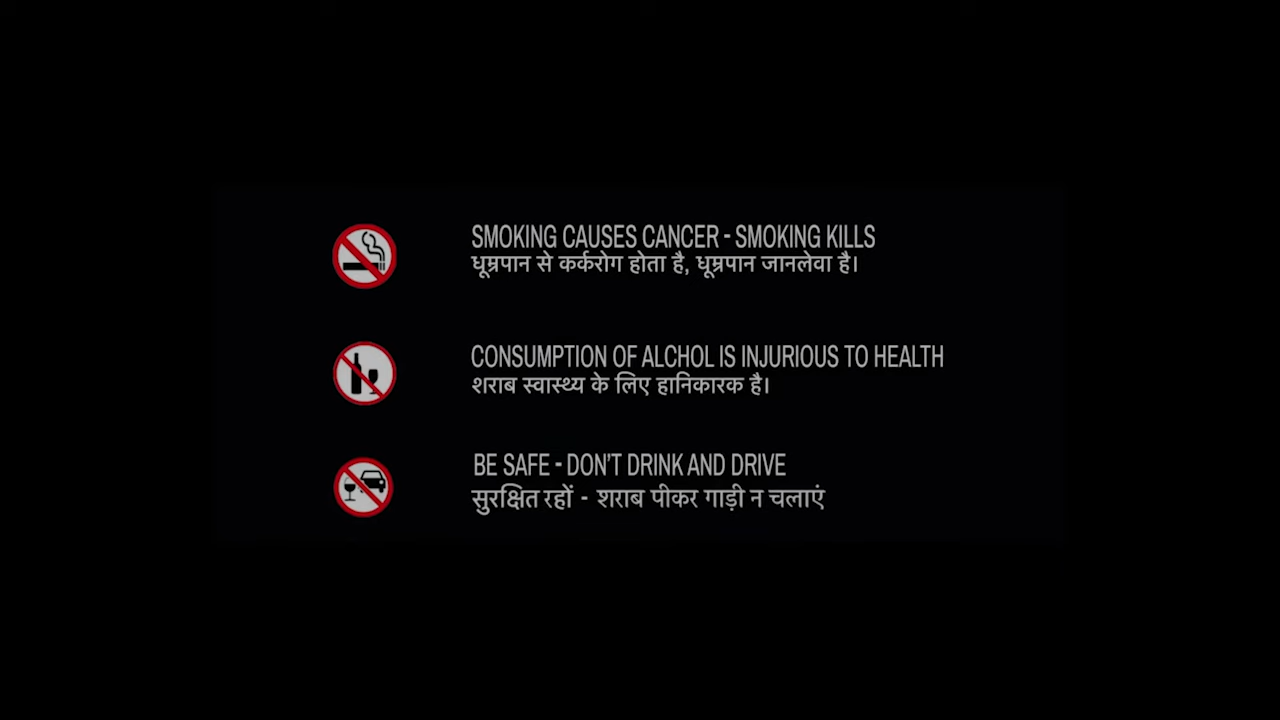 SMOKING CAUSES CANCER - SMOKING KILLS
धूम्रपान से कर्करोग होता है, धूम्रपान जानलेवा है।
CONSUMPTION OF ALCHOL IS INJURIOUS TO HEALTH
शराब स्वास्थ्य के लिए हानिकारक है।
BE SAFE - DON'T DRINK AND DRIVE
सुरक्षित रहों - शराब पीकर गाड़ी न चलाएं